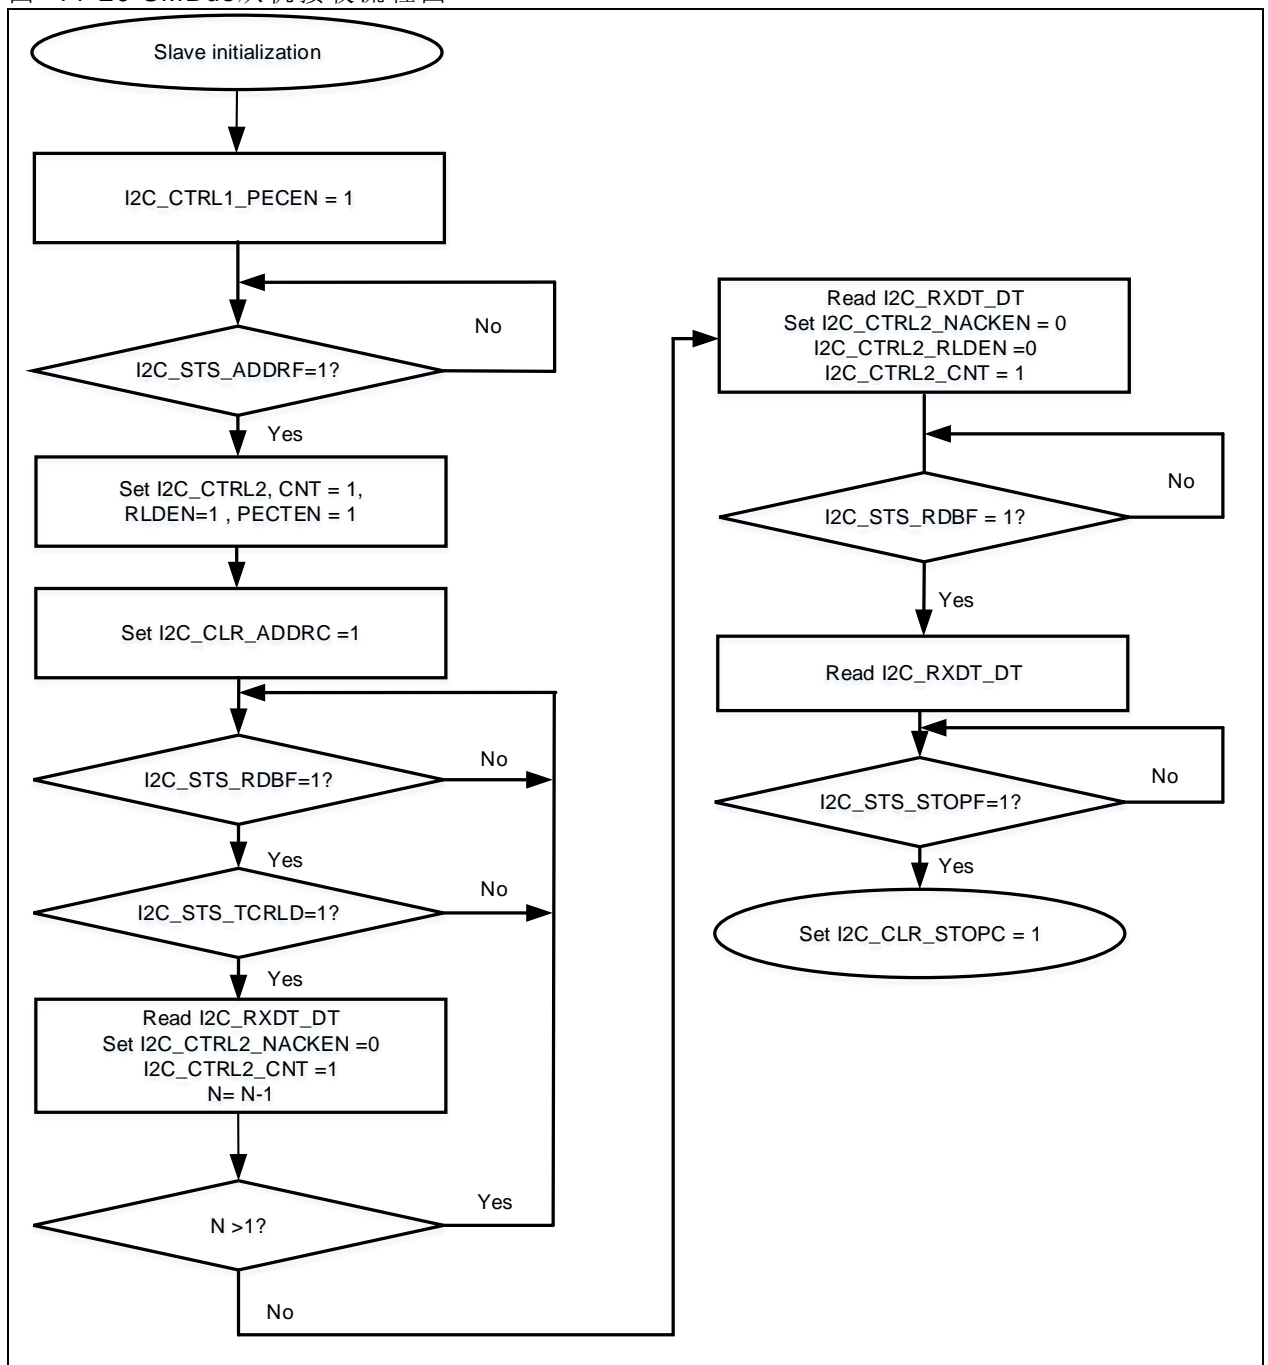 Slave initialization
I2C_CTRL1_PECEN = 1
No
I2C_STS_ADDRF=1?
Yes
Set I2C_CTRL2, CNT = 1,
RLDEN=1 , PECTEN = 1
Set I2C_CLR_ADDRC =1
I2C_STS_RDBF=1?
No
Yes
I2C_STS_TCRLD=1?
No
Yes
Read I2C_RXDT_DT
Set I2C_CTRL2_NACKEN =0
I2C_CTRL2_CNT =1
N= N-1
N >1?
Yes
No
Read I2C_RXDT_DT
Set I2C_CTRL2_NACKEN = 0
I2C_CTRL2_RLDEN =0
I2C_CTRL2_CNT = 1
No
I2C_STS_RDBF = 1?
Yes
Read I2C_RXDT_DT
No
I2C_STS_STOPF=1?
Yes
Set I2C_CLR_STOPC = 1